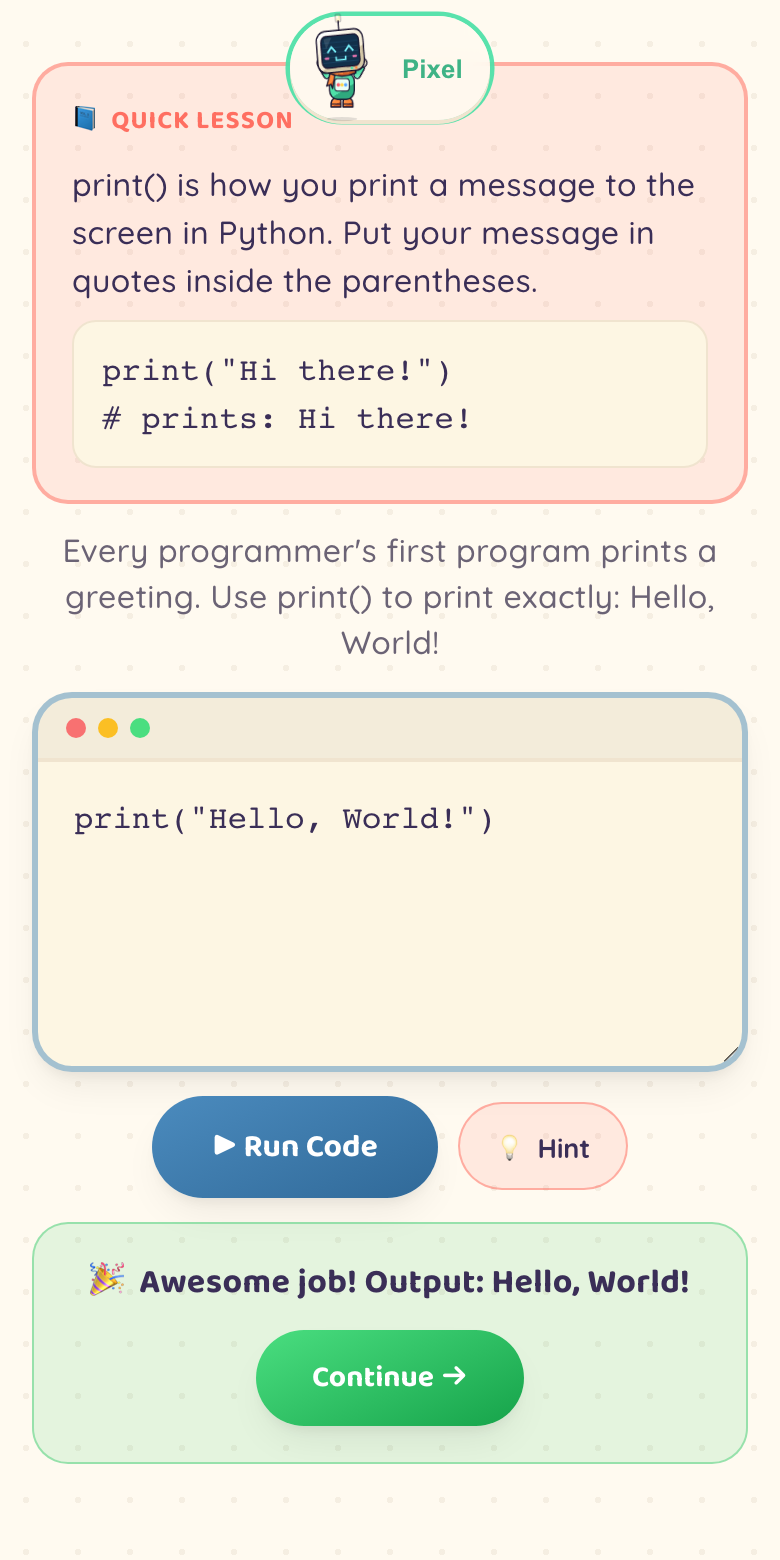 Pixel
📘 QUICK LESSON
print() is how you print a message to the
screen in Python. Put your message in
quotes inside the parentheses.
print("Hi there!")
# prints: Hi there!
Every programmer's first program prints a
greeting. Use print() to print exactly: Hello,
World!
print("Hello, World!")
▶ Run Code
💡 Hint
🎉 Awesome job! Output: Hello, World!
Continue →